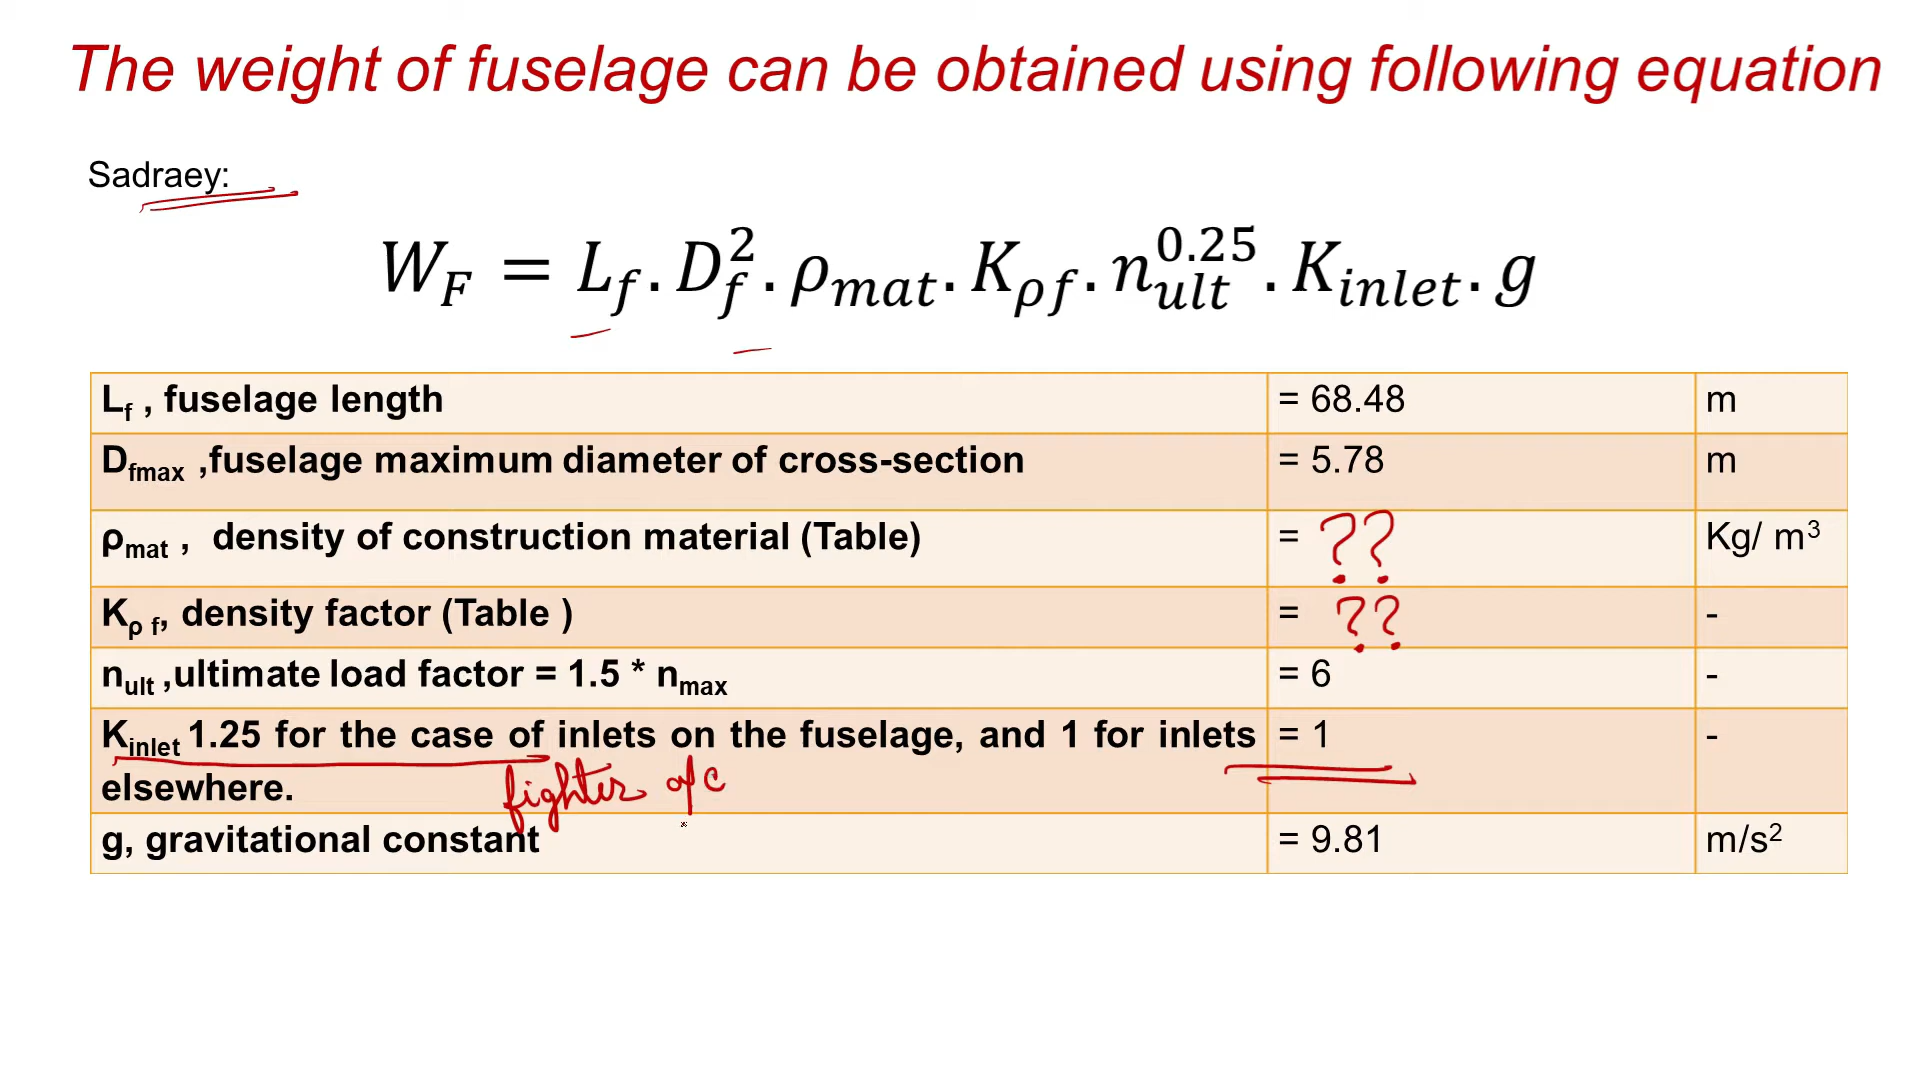 The weight of fuselage can be obtained using following equation
Sadraey:
W_F = L_f . D_f^2 . ρ_mat . K_ρf . n_ult^0.25 . K_inlet . g
L_f , fuselage length = 68.48 m
D_fmax ,fuselage maximum diameter of cross-section = 5.78 m
ρ_mat , density of construction material (Table) = ?? Kg/ m^3
K_ρ f, density factor (Table ) = ?? -
n_ult ,ultimate load factor = 1.5 * n_max = 6 -
K_inlet 1.25 for the case of inlets on the fuselage, and 1 for inlets = 1 -
elsewhere.
fighter a/c
g, gravitational constant = 9.81 m/s^2